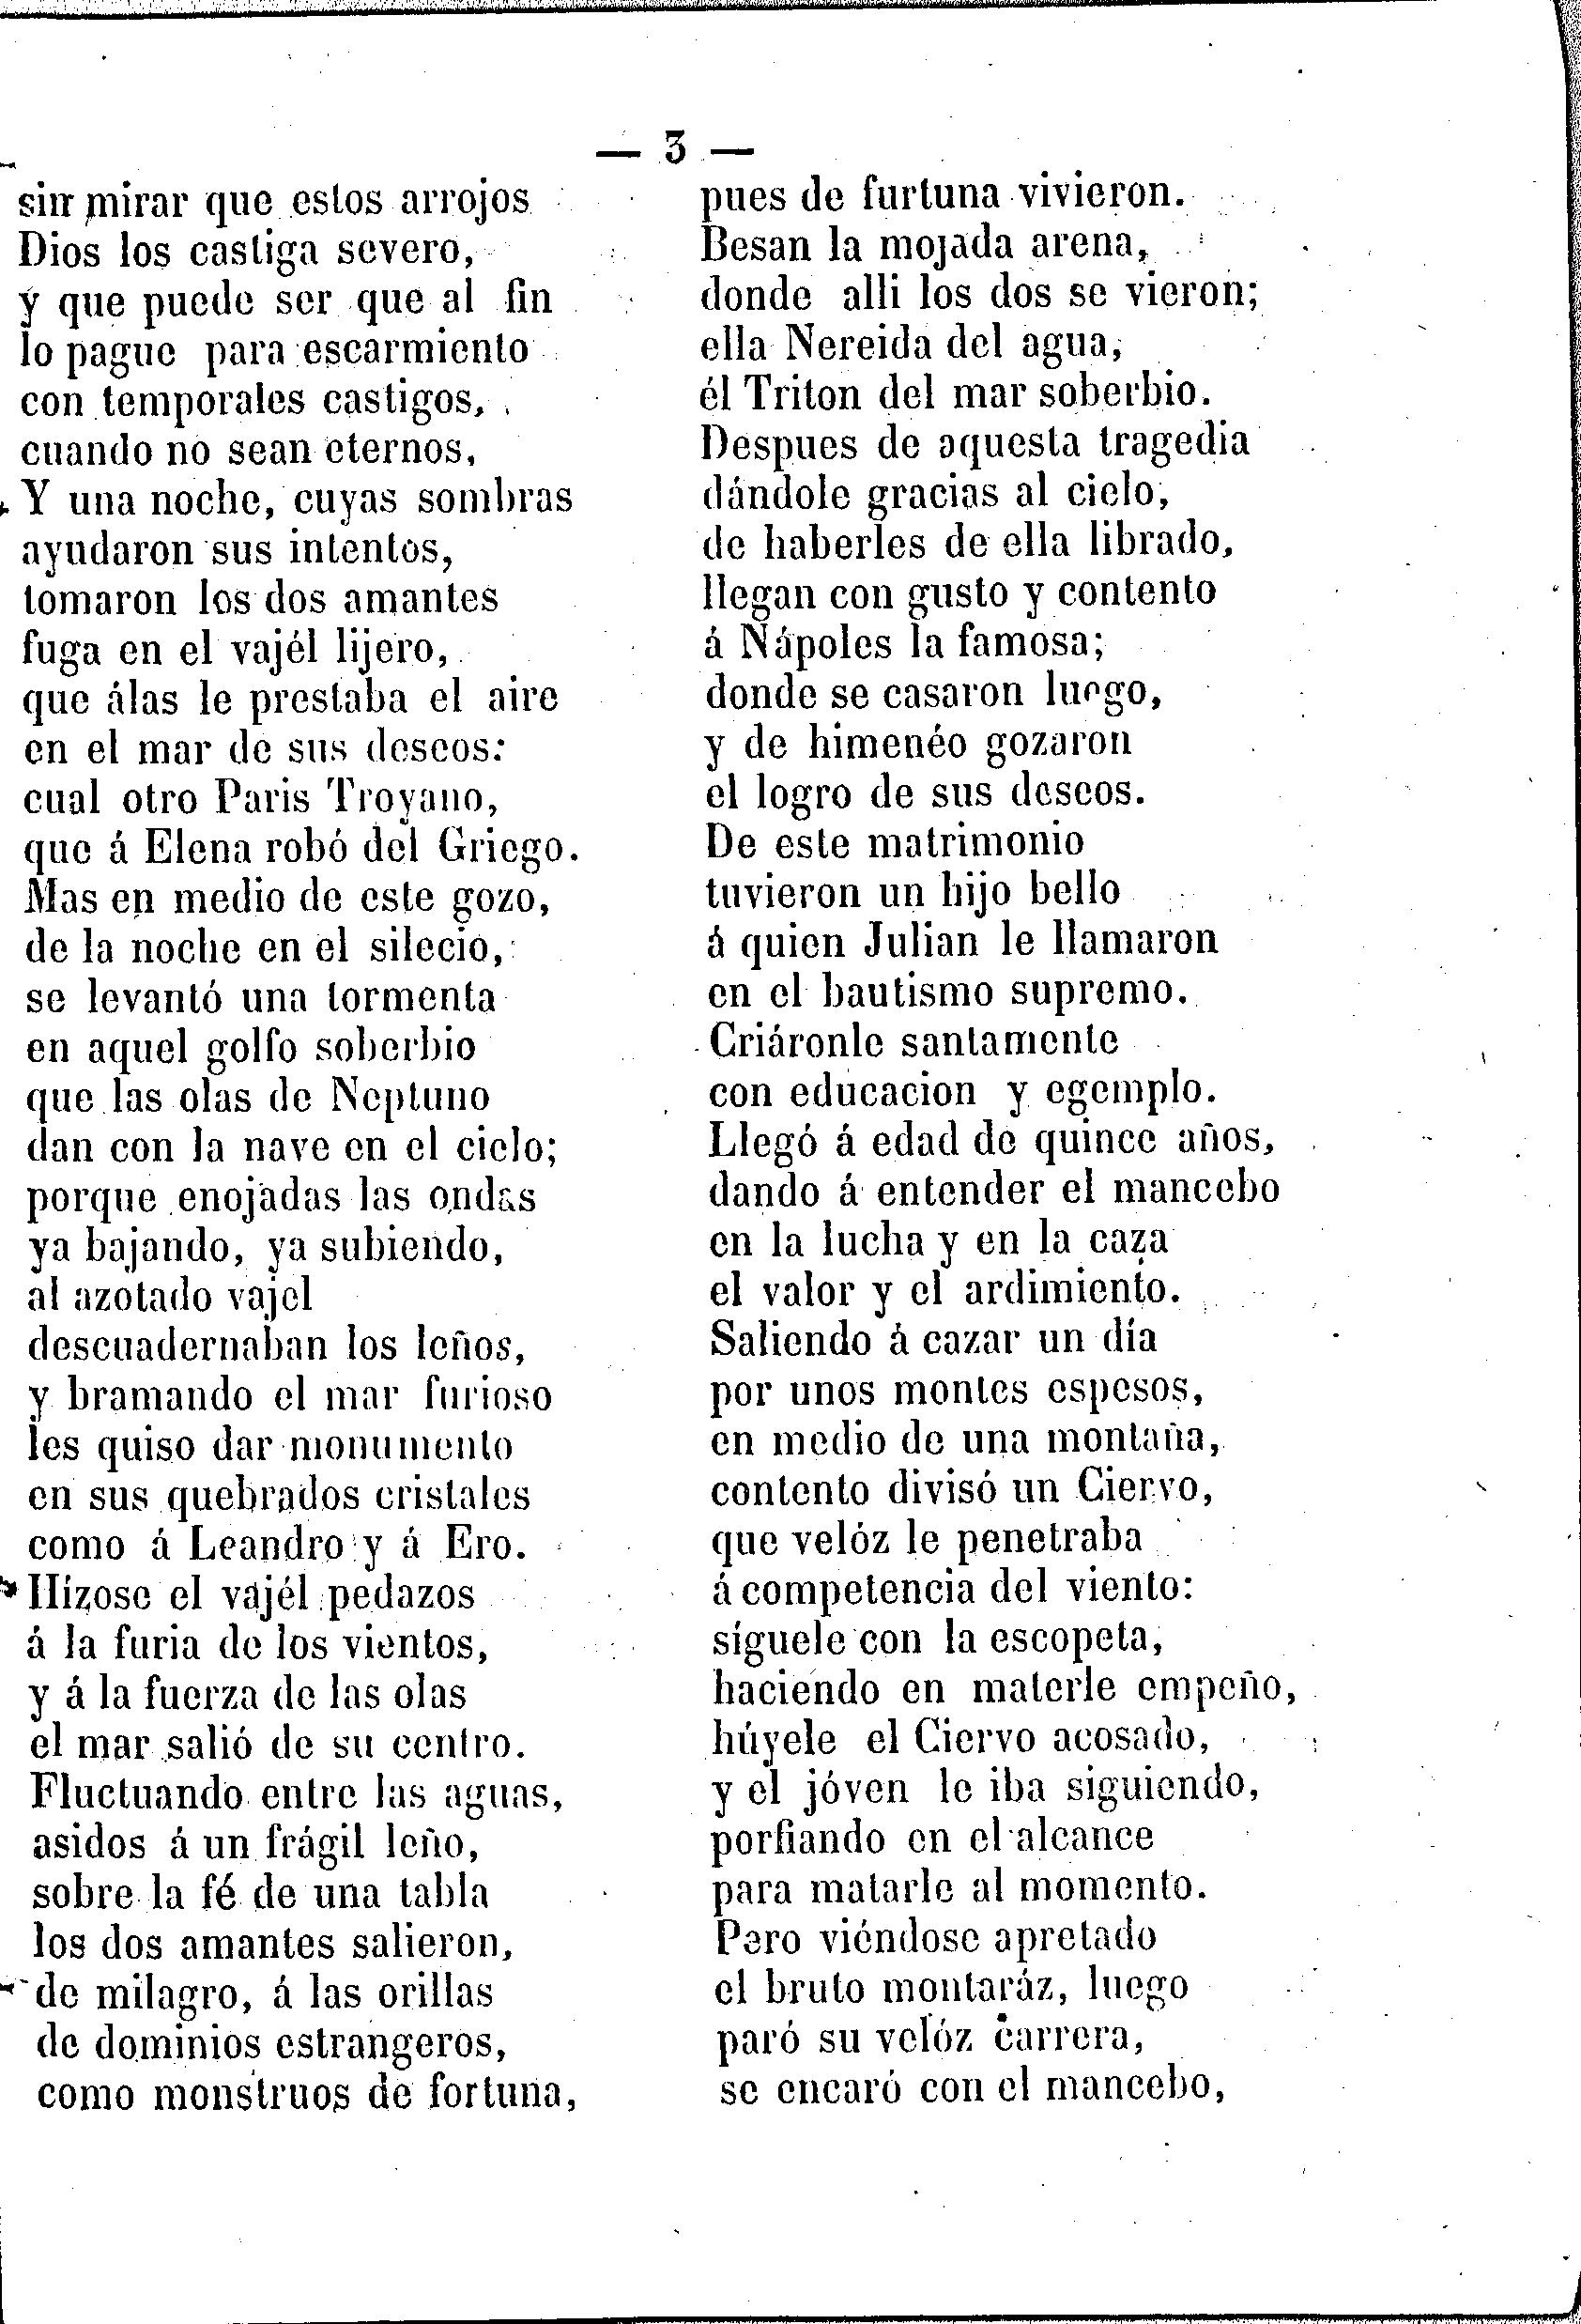 — 3 —
sin mirar que estos arrojos
Dios los castiga severo,
y que puede ser que al fin
lo pague para escarmiento
con temporales castigos,
cuando no sean eternos,
Y una noche, cuyas sombras
ayudaron sus intentos,
tomaron los dos amantes
fuga en el vajél lijero,
que álas le prestaba el aire
en el mar de sus deseos:
cual otro Paris Troyano,
que á Elena robó del Griego.
Mas en medio de este gozo,
de la noche en el silecio,
se levantó una tormenta
en aquel golfo soberbio
que las olas de Neptuno
dan con la nave en el cielo;
porque enojadas las ondas
ya bajando, ya subiendo,
al azotado vajel
descuadernaban los leños,
y bramando el mar furioso
les quiso dar monumento
en sus quebrados cristales
como á Leandro y á Ero.
Hízose el vajél pedazos
á la furia de los vientos,
y á la fuerza de las olas
el mar salió de su centro.
Fluctuando entre las aguas,
asidos á un frágil leño,
sobre la fé de una tabla
los dos amantes salieron,
de milagro, á las orillas
de dominios estrangeros,
como monstruos de fortuna,
pues de furtuna vivieron.
Besan la mojada arena,
donde alli los dos se vieron;
ella Nereida del agua,
él Triton del mar soberbio.
Despues de aquesta tragedia
dándole gracias al cielo,
de haberles de ella librado,
llegan con gusto y contento
á Nápoles la famosa;
donde se casaron luego,
y de himenéo gozaron
el logro de sus deseos.
De este matrimonio
tuvieron un hijo bello
á quien Julian le llamaron
en el bautismo supremo.
Criáronle santamente
con educacion y egemplo.
Llegó á edad de quince años,
dando á entender el mancebo
en la lucha y en la caza
el valor y el ardimiento.
Saliendo á cazar un día
por unos montes espesos,
en medio de una montaña,
contento divisó un Ciervo,
que velóz le penetraba
á competencia del viento:
síguele con la escopeta,
haciendo en materle empeño,
húyele el Ciervo acosado,
y el jóven le iba siguiendo,
porfiando en el alcance
para matarle al momento.
Pero viéndose apretado
el bruto montaráz, luego
paró su velóz carrera,
se encaró con el mancebo,